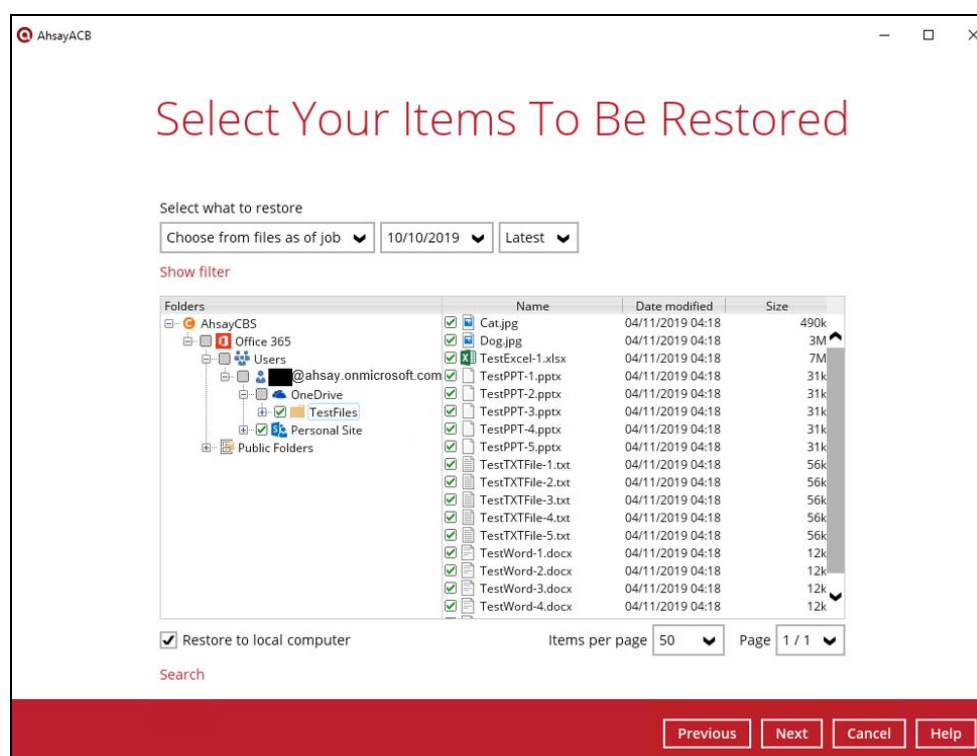 AhsayACB
Select Your Items To Be Restored
Select what to restore
Choose from files as of job 10/10/2019 Latest
Show filter
Folders Name Date modified Size
AhsayCBS Cat.jpg 04/11/2019 04:18 490k
Office 365 Dog.jpg 04/11/2019 04:18 3M
Users TestExcel-1.xlsx 04/11/2019 04:18 7M
@ahsay.onmicrosoft.com TestPPT-1.pptx 04/11/2019 04:18 31k
OneDrive TestPPT-2.pptx 04/11/2019 04:18 31k
TestFiles TestPPT-3.pptx 04/11/2019 04:18 31k
Personal Site TestPPT-4.pptx 04/11/2019 04:18 31k
Public Folders TestPPT-5.pptx 04/11/2019 04:18 31k
TestTXTFile-1.txt 04/11/2019 04:18 56k
TestTXTFile-2.txt 04/11/2019 04:18 56k
TestTXTFile-3.txt 04/11/2019 04:18 56k
TestTXTFile-4.txt 04/11/2019 04:18 56k
TestTXTFile-5.txt 04/11/2019 04:18 56k
TestWord-1.docx 04/11/2019 04:18 12k
TestWord-2.docx 04/11/2019 04:18 12k
TestWord-3.docx 04/11/2019 04:18 12k
TestWord-4.docx 04/11/2019 04:18 12k
Restore to local computer Items per page 50 Page 1 / 1
Search
Previous Next Cancel Help